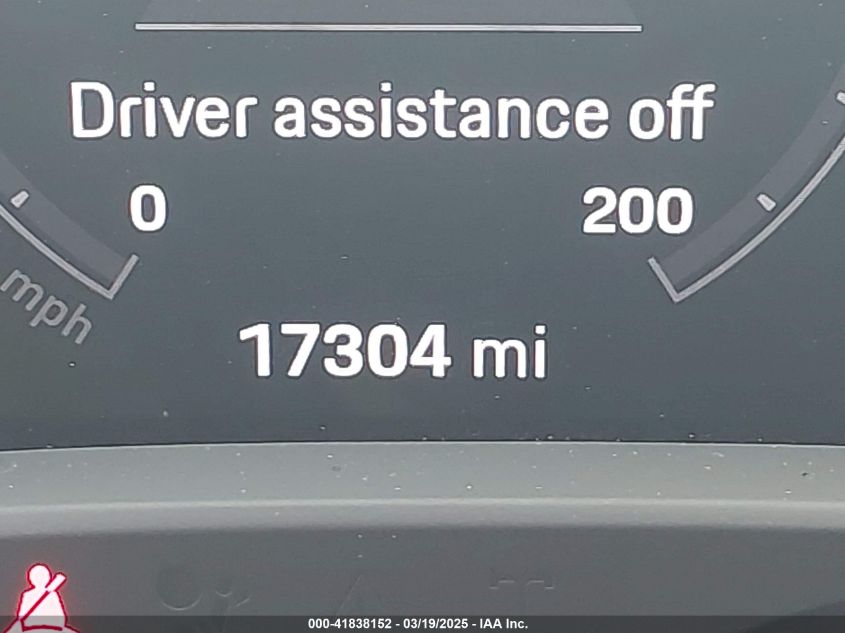 Driver assistance off
0
200
mph
17304 mi
000-41838152 - 03/19/2025 - IAA Inc.